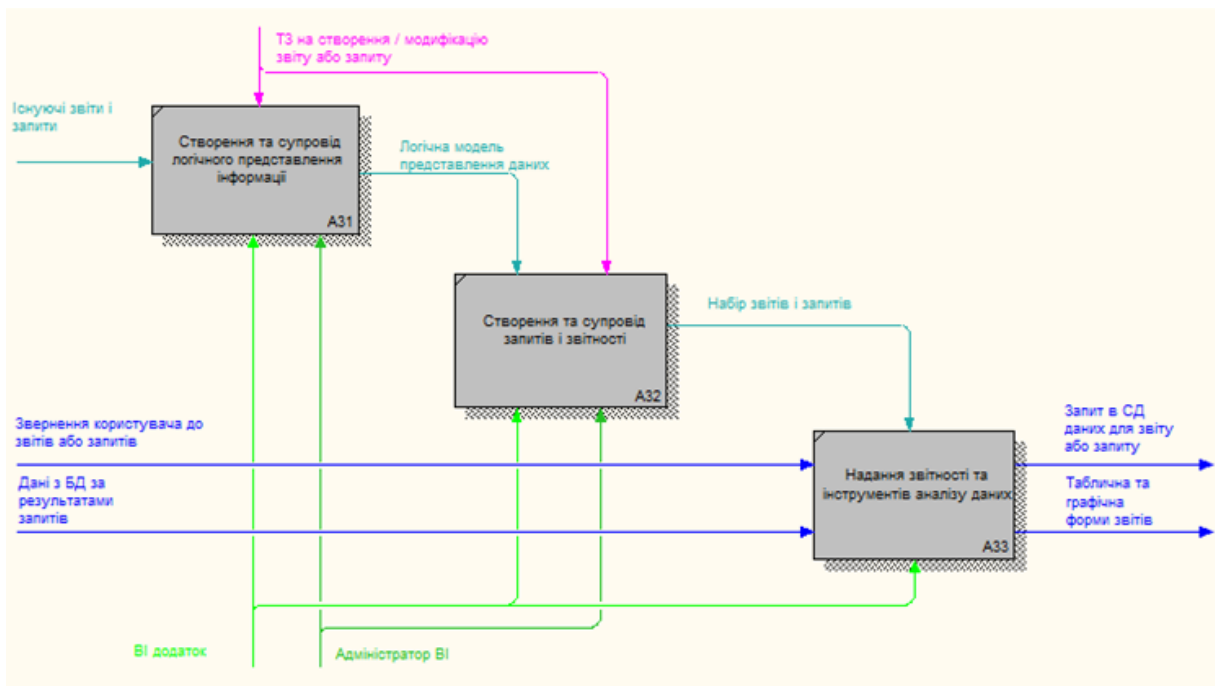 ТЗ на створення / модифікацію
звіту або запиту
Існуючі звіти і
запити
Створення та супровід
логічного представлення
інформації
А31
Логічна модель
представлення даних
Створення та супровід
запитів і звітності
А32
Набір звітів і запитів
Звернення користувача до
звітів або запитів
Дані з БД за
результатами
запитів
Надання звітності та
інструментів аналізу даних
А33
Запит в СД
даних для звіту
або запиту
Таблична та
графічна
форми звітів
BI додаток
Адміністратор BI